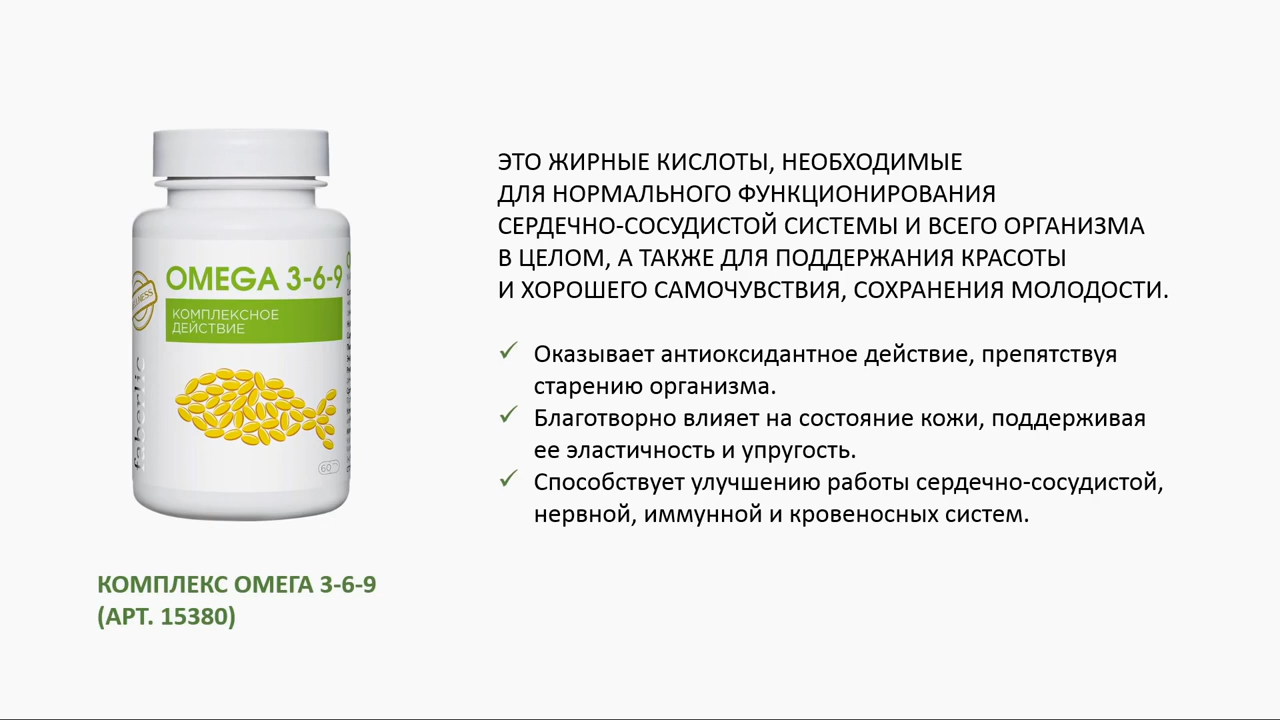 OMEGA 3-6-9
КОМПЛЕКСНОЕ
ДЕЙСТВИЕ
faberlic
60
КОМПЛЕКС ОМЕГА 3-6-9
(АРТ. 15380)
ЭТО ЖИРНЫЕ КИСЛОТЫ, НЕОБХОДИМЫЕ
ДЛЯ НОРМАЛЬНОГО ФУНКЦИОНИРОВАНИЯ
СЕРДЕЧНО-СОСУДИСТОЙ СИСТЕМЫ И ВСЕГО ОРГАНИЗМА
В ЦЕЛОМ, А ТАКЖЕ ДЛЯ ПОДДЕРЖАНИЯ КРАСОТЫ
И ХОРОШЕГО САМОЧУВСТВИЯ, СОХРАНЕНИЯ МОЛОДОСТИ.
✓ Оказывает антиоксидантное действие, препятствуя
старению организма.
✓ Благотворно влияет на состояние кожи, поддерживая
ее эластичность и упругость.
✓ Способствует улучшению работы сердечно-сосудистой,
нервной, иммунной и кровеносных систем.